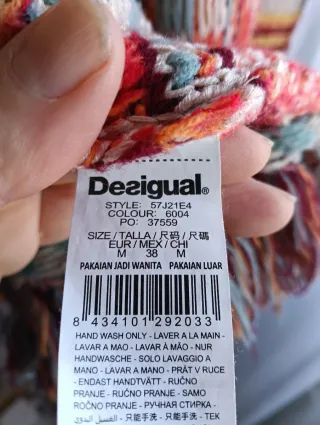 Desigual®
STYLE: 57J21E4
COLOUR: 6004
PO: 37559
SIZE / TALLA / 尺码 / 尺碼
EUR / MEX / CHI
M 38 M
PAKAIAN JADI WANITA PAKAIAN LUAR
8 434101 292033
HAND WASH ONLY - LAVER A LA MAIN -
LAVAR A MAO - LAVAR À MÃO - NUR
HANDWÄSCHE - SOLO LAVAGGIO A
MANO - LAVAR A MANO - PRÁT V RUCE
- ENDAST HANDTVÄTT - RUČNO
PRANJE - RUČNO PRANJE - SAMO
ROČNO PRANJE - РУЧНАЯ СТИРКА -
只能手洗 - 只能手洗 - TEK